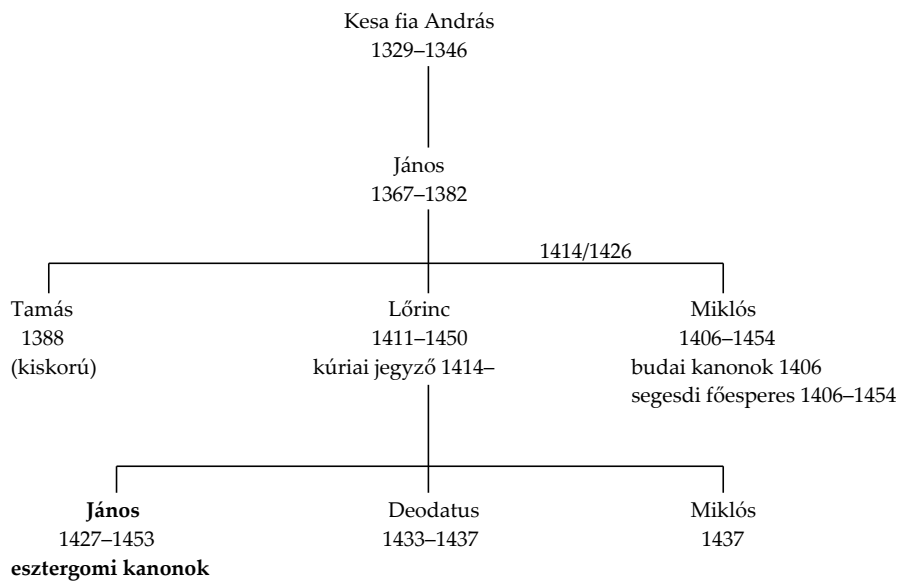 Kesa fia András
1329–1346
János
1367–1382
1414/1426
Tamás
1388
(kiskorú)
Lőrinc
1411–1450
kúriai jegyző 1414–
Miklós
1406–1454
budai kanonok 1406
segesdi főesperes 1406–1454
János
1427–1453
esztergomi kanonok
Deodatus
1433–1437
Miklós
1437